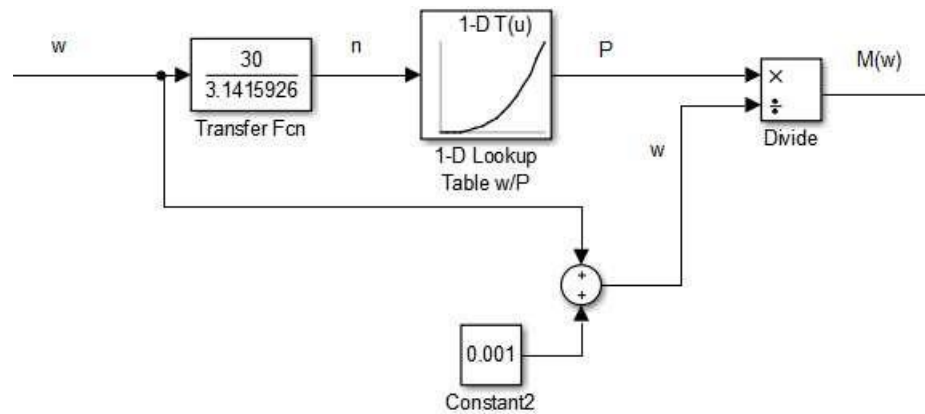 w
30
3.1415926
Transfer Fcn
n
1-D T(u)
1-D Lookup
Table w/P
P
×
÷
Divide
M(w)
w
+
+
0.001
Constant2